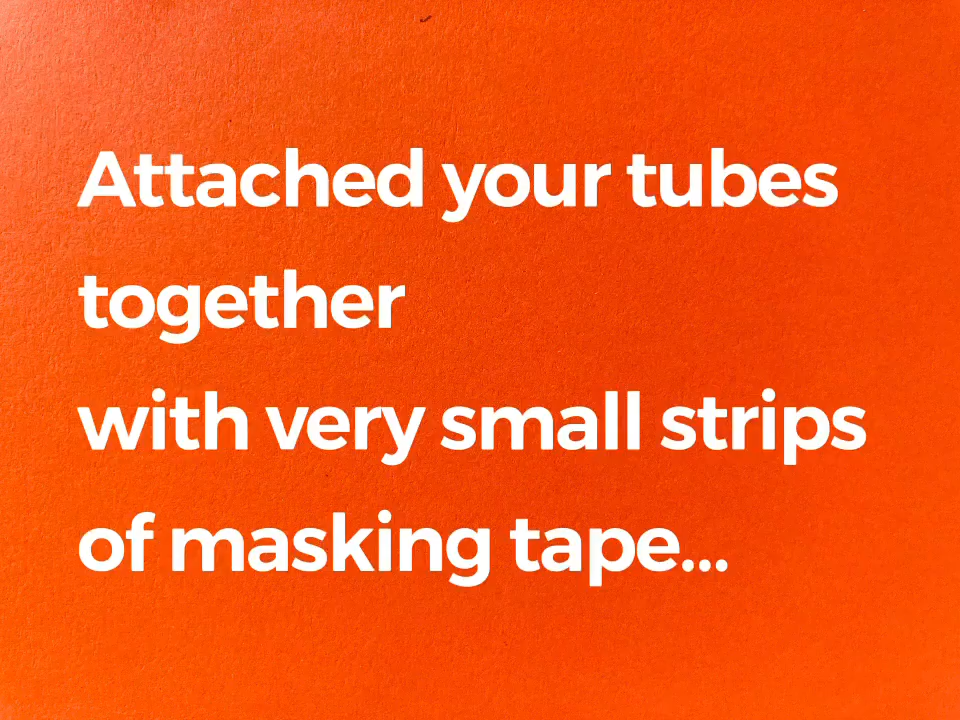 Attached your tubes
together
with very small strips
of masking tape...